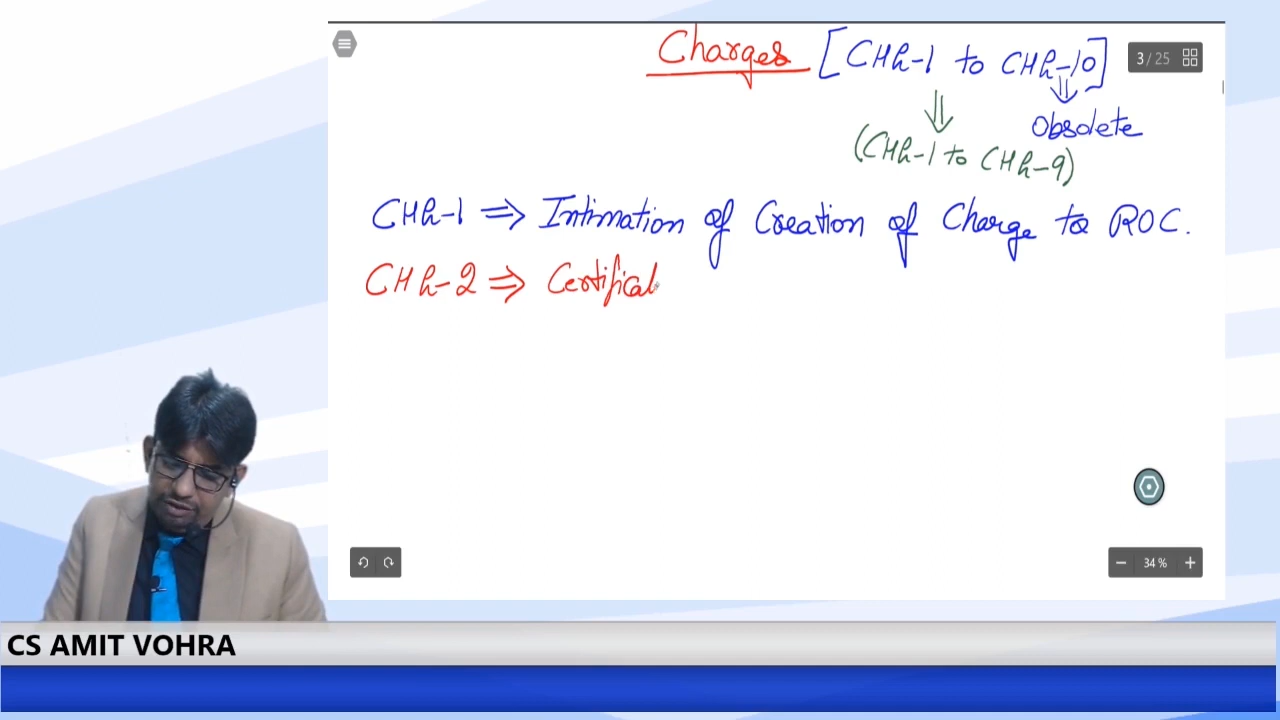 Charges [CHG-1 to CHG-10]
3 / 25
Obsolete
(CHG-1 to CHG-9)
CHG-1 ⇒ Intimation of Creation of Charge to ROC.
CHG-2 ⇒ Certificat
34 %
CS AMIT VOHRA